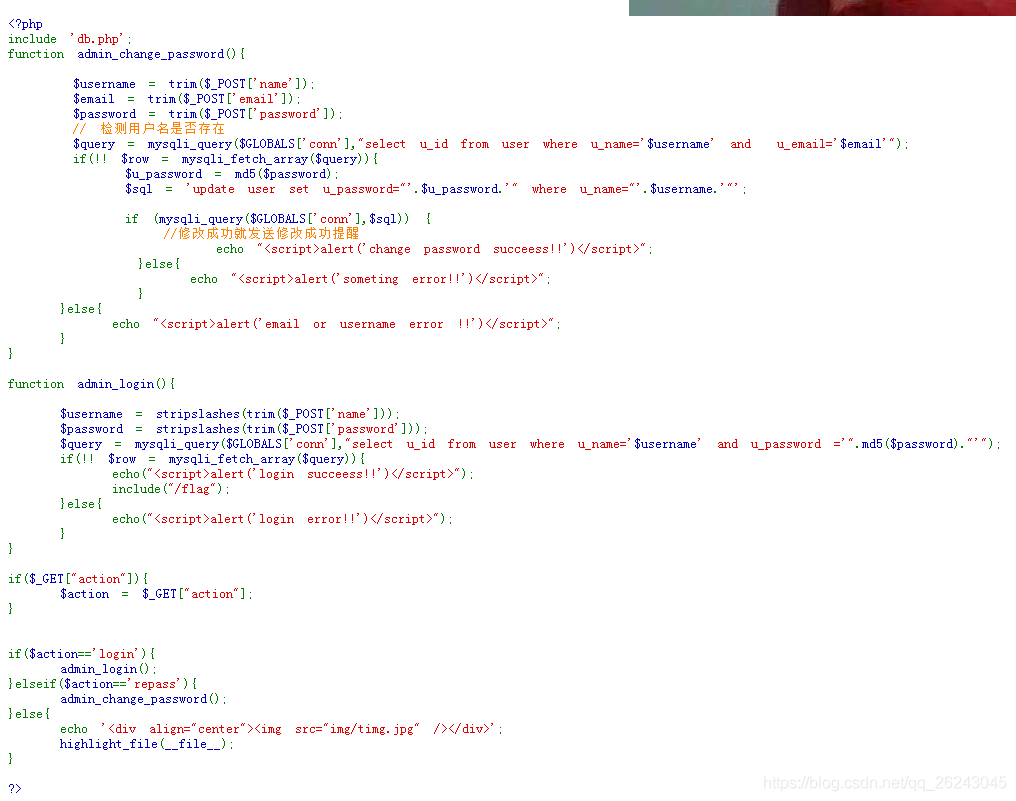 <?php
include 'db.php';
function admin_change_password(){
$username = trim($_POST['name']);
$email = trim($_POST['email']);
$password = trim($_POST['password']);
// 检测用户名是否存在
$query = mysqli_query($GLOBALS['conn'],"select u_id from user where u_name='$username' and u_email='$email'");
if(!! $row = mysqli_fetch_array($query)){
$u_password = md5($password);
$sql = 'update user set u_password="'.$u_password.'" where u_name="'.$username.'"';
if (mysqli_query($GLOBALS['conn'],$sql)) {
//修改成功就发送修改成功提醒
echo "<script>alert('change password succeess!!')</script>";
}else{
echo "<script>alert('someting error!!')</script>";
}
}else{
echo "<script>alert('email or username error !!')</script>";
}
}
function admin_login(){
$username = stripslashes(trim($_POST['name']));
$password = stripslashes(trim($_POST['password']));
$query = mysqli_query($GLOBALS['conn'],"select u_id from user where u_name='$username' and u_password ='".md5($password)."'");
if(!! $row = mysqli_fetch_array($query)){
echo("<script>alert('login succeess!!')</script>");
include("/flag");
}else{
echo("<script>alert('login error!!')</script>");
}
}
if($_GET["action"]){
$action = $_GET["action"];
}
if($action=='login'){
admin_login();
}elseif($action=='repass'){
admin_change_password();
}else{
echo '<div align="center"><img src="img/timg.jpg" /></div>';
highlight_file(__file__);
}
?>
https://blog.csdn.net/qq_26243045